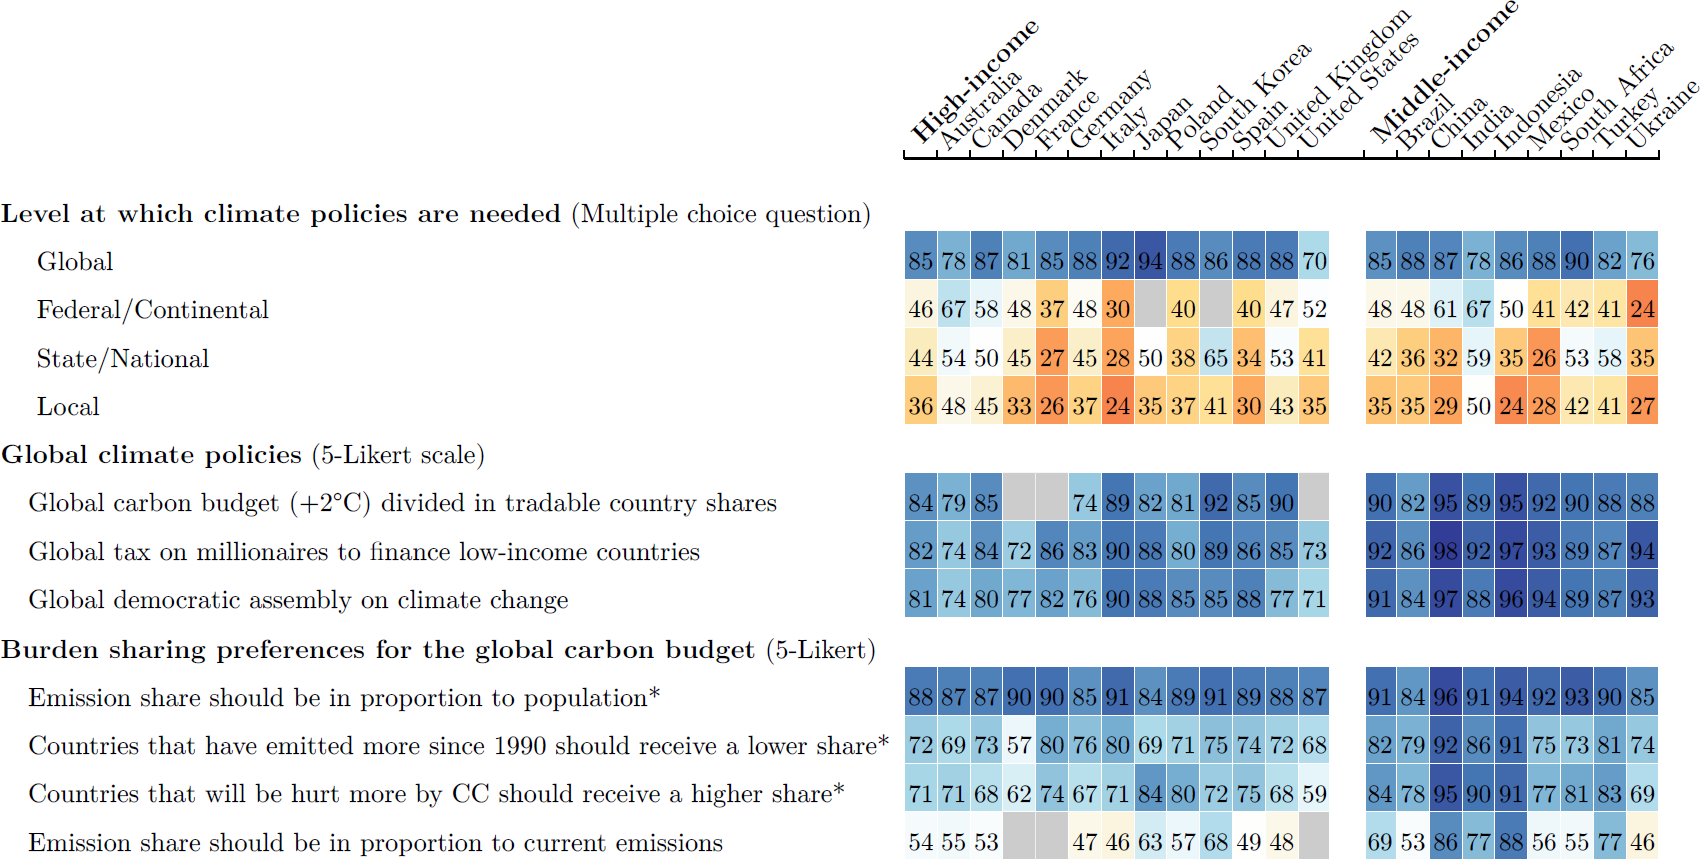 High-income Australia Canada Denmark France Germany Italy Japan Poland South Korea Spain United Kingdom United States Middle-income Brazil China India Indonesia Mexico South Africa Turkey Ukraine
Level at which climate policies are needed (Multiple choice question)
Global 85 78 87 81 85 88 92 94 88 86 88 88 70 85 88 87 78 86 88 90 82 76
Federal/Continental 46 67 58 48 37 48 30 40 40 47 52 48 48 61 67 50 41 42 41 24
State/National 44 54 50 45 27 45 28 50 38 65 34 53 41 42 36 32 59 35 26 53 58 35
Local 36 48 45 33 26 37 24 35 37 41 30 43 35 35 35 29 50 24 28 42 41 27
Global climate policies (5-Likert scale)
Global carbon budget (+2°C) divided in tradable country shares 84 79 85 74 89 82 81 92 85 90 90 82 95 89 95 92 90 88 88
Global tax on millionaires to finance low-income countries 82 74 84 72 86 83 90 88 80 89 86 85 73 92 86 98 92 97 93 89 87 94
Global democratic assembly on climate change 81 74 80 77 82 76 90 88 85 85 88 77 71 91 84 97 88 96 94 89 87 93
Burden sharing preferences for the global carbon budget (5-Likert)
Emission share should be in proportion to population* 88 87 87 90 90 85 91 84 89 91 89 88 87 91 84 96 91 94 92 93 90 85
Countries that have emitted more since 1990 should receive a lower share* 72 69 73 57 80 76 80 69 71 75 74 72 68 82 79 92 86 91 75 73 81 74
Countries that will be hurt more by CC should receive a higher share* 71 71 68 62 74 67 71 84 80 72 75 68 59 84 78 95 90 91 77 81 83 69
Emission share should be in proportion to current emissions 54 55 53 47 46 63 57 68 49 48 69 53 86 77 88 56 55 77 46